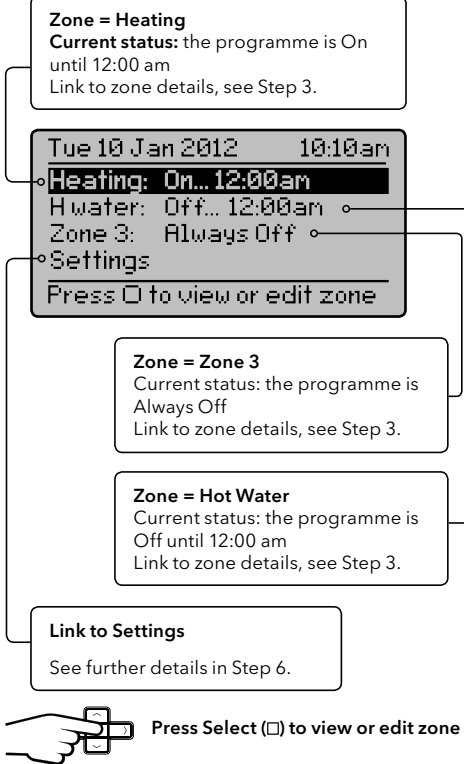 Zone = Heating
Current status: the programme is On
until 12:00 am
Link to zone details, see Step 3.
Tue 10 Jan 2012 10:10am
Heating: On... 12:00am
H water: Off... 12:00am
Zone 3: Always Off
Settings
Press □ to view or edit zone
Zone = Zone 3
Current status: the programme is
Always Off
Link to zone details, see Step 3.
Zone = Hot Water
Current status: the programme is
Off until 12:00 am
Link to zone details, see Step 3.
Link to Settings
See further details in Step 6.
Press Select (□) to view or edit zone